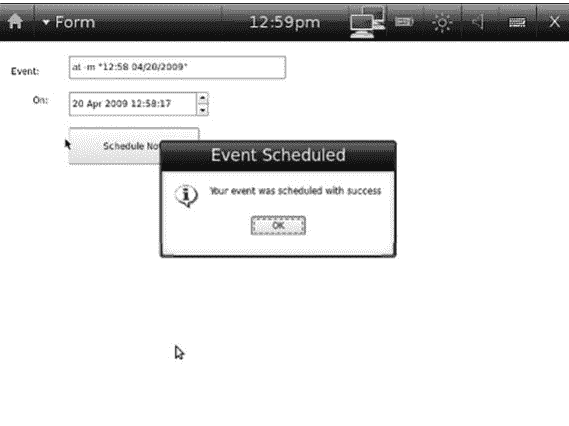 Form 12:59pm X
Event: at -m "12:58 04/20/2009"
On: 20 Apr 2009 12:58:17
Schedule
Event Scheduled
Your event was scheduled with success
OK